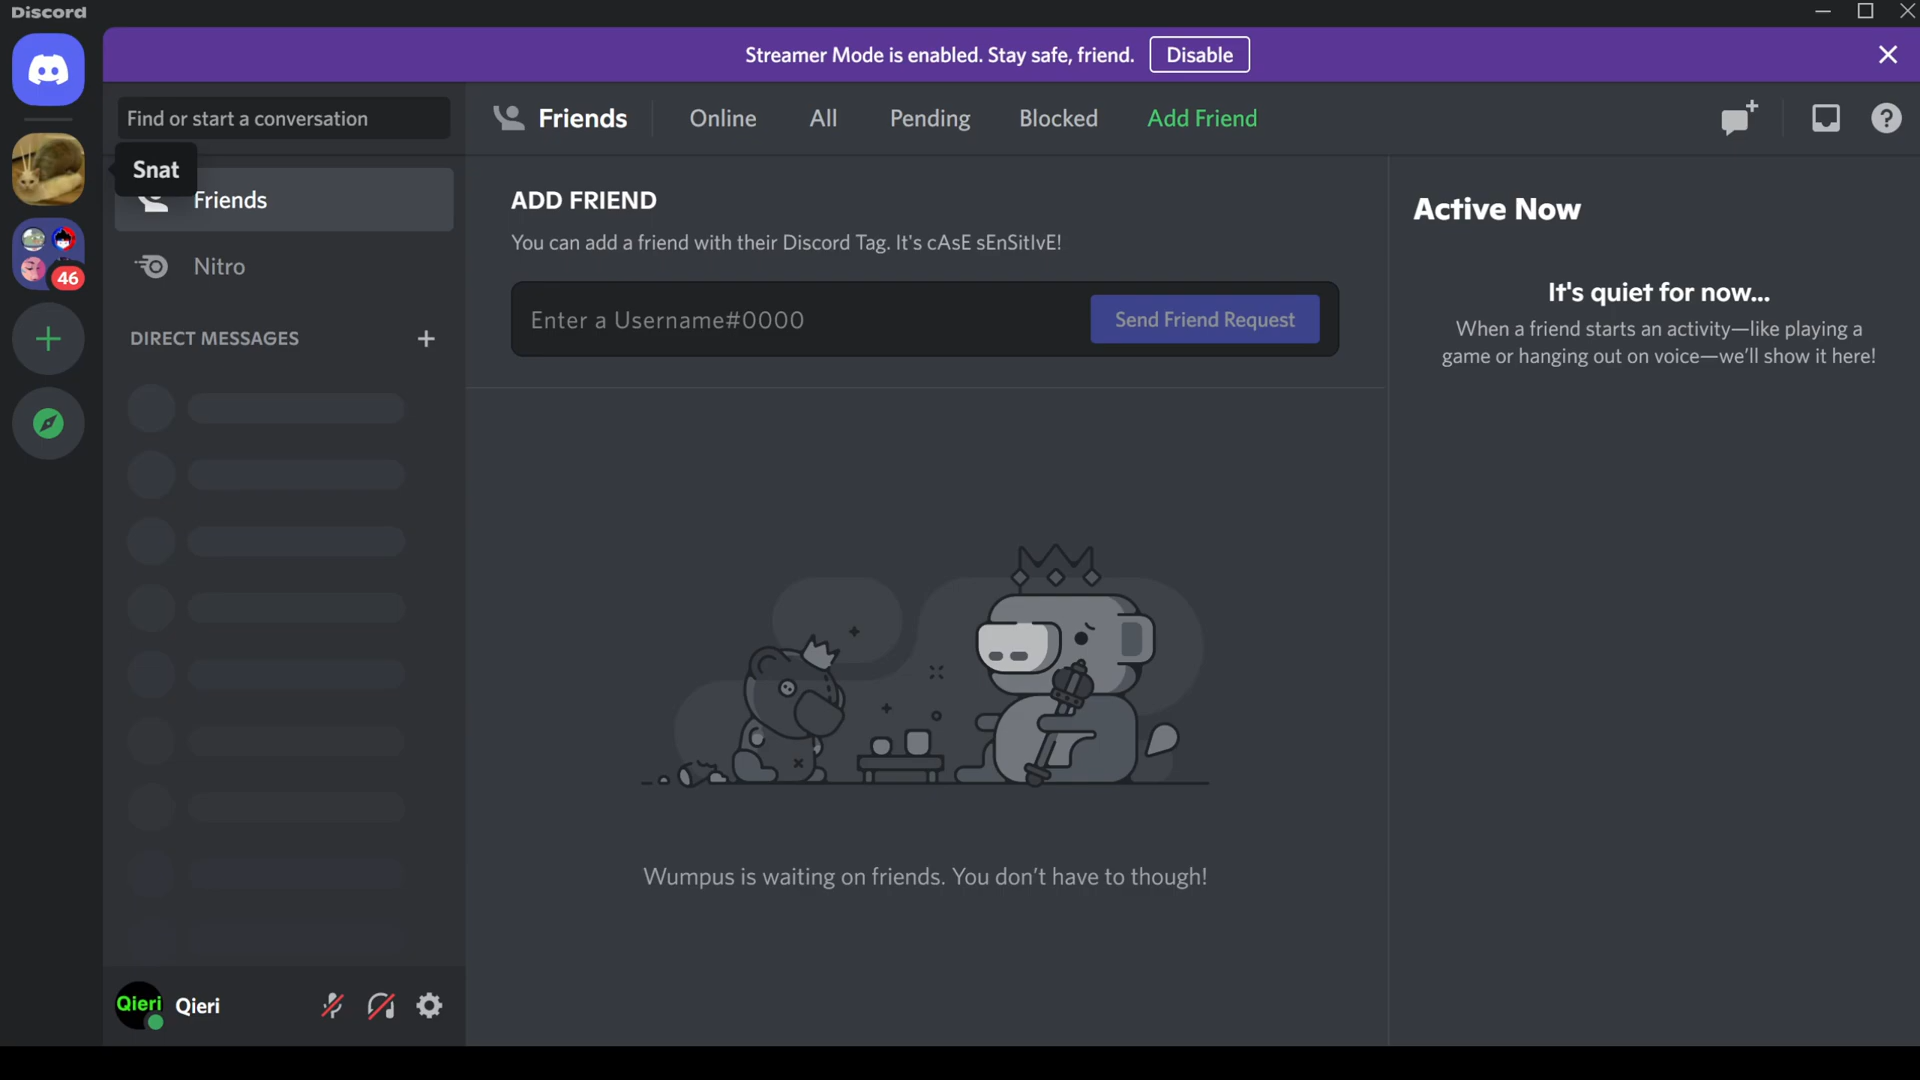 Discord
Streamer Mode is enabled. Stay safe, friend. Disable
Find or start a conversation
Friends Online All Pending Blocked Add Friend
Snat
Friends
Nitro
46
DIRECT MESSAGES
ADD FRIEND
You can add a friend with their Discord Tag. It's cAsE sEnSitIvE!
Enter a Username#0000 Send Friend Request
Active Now
It's quiet for now...
When a friend starts an activity—like playing a
game or hanging out on voice—we’ll show it here!
Wumpus is waiting on friends. You don’t have to though!
Qieri Qieri